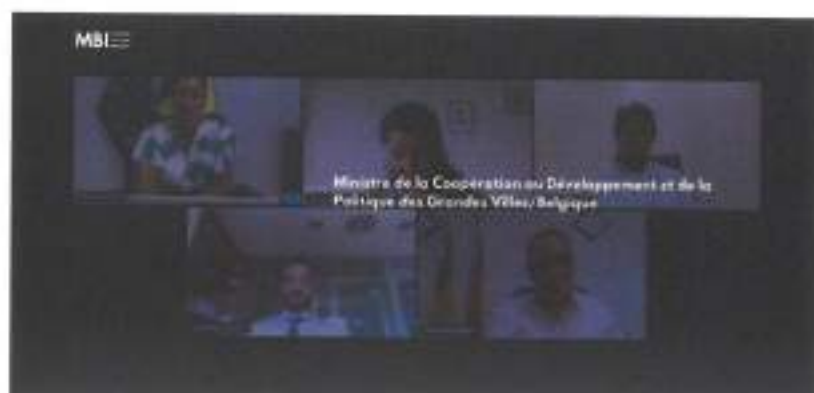 MBI
Ministre de la Coopération au Développement et de la
Politique des Grandes Villes/Belgique